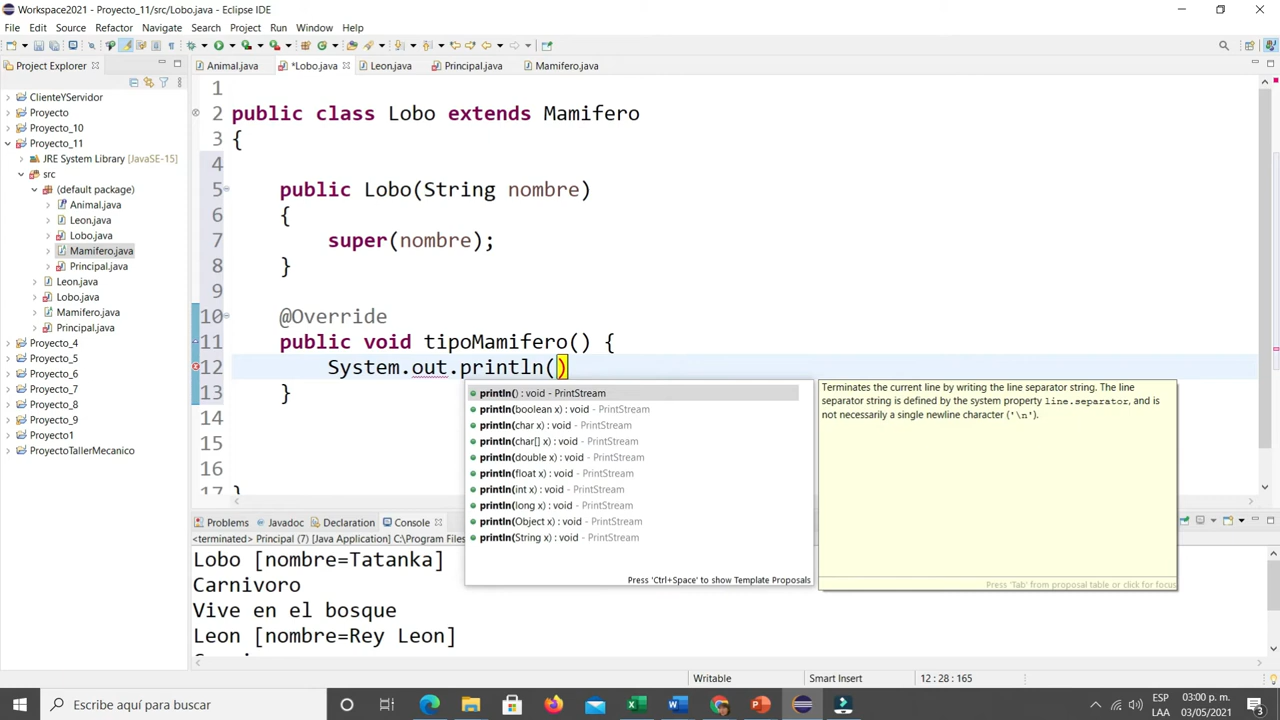 Workspace2021 - Proyecto_11/src/Lobo.java - Eclipse IDE
File Edit Source Refactor Navigate Search Project Run Window Help
Project Explorer
Animal.java
*Lobo.java
Leon.java
Principal.java
Mamifero.java
ClienteYServidor
Proyecto
Proyecto_10
Proyecto_11
JRE System Library [JavaSE-15]
src
(default package)
Animal.java
Leon.java
Lobo.java
Mamifero.java
Principal.java
Leon.java
Lobo.java
Mamifero.java
Principal.java
Proyecto_4
Proyecto_5
Proyecto_6
Proyecto_7
Proyecto_8
Proyecto_9
Proyecto1
ProyectoTallerMecanico
1
2 public class Lobo extends Mamifero
3 {
4
5 public Lobo(String nombre)
6 {
7 super(nombre);
8 }
9
10 @Override
11 public void tipoMamifero() {
12 System.out.println()
13 }
14
15
16
17 }
println() : void - PrintStream
println(boolean x) : void - PrintStream
println(char x) : void - PrintStream
println(char[] x) : void - PrintStream
println(double x) : void - PrintStream
println(float x) : void - PrintStream
println(int x) : void - PrintStream
println(long x) : void - PrintStream
println(Object x) : void - PrintStream
println(String x) : void - PrintStream
Press 'Ctrl+Space' to show Template Proposals
Terminates the current line by writing the line separator string. The line
separator string is defined by the system property line.separator, and is
not necessarily a single newline character ('\n').
Press 'Tab' from proposal table or click for focus
Problems Javadoc Declaration Console
<terminated> Principal (7) [Java Application] C:\Program Files
Lobo [nombre=Tatanka]
Carnivoro
Vive en el bosque
Leon [nombre=Rey Leon]
Writable
Smart Insert
12 : 28 : 165
Escribe aquí para buscar
ESP
LAA
03:00 p. m.
03/05/2021
3